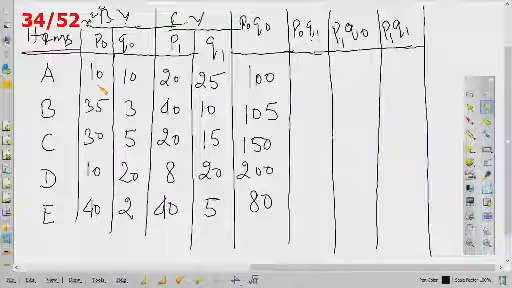 34/52
B Y C Y
Items P0 q0 P1 q1 P0q0 P0q1 P1q0 P1q1
A 10 10 20 25 100
B 35 3 40 10 105
C 30 5 20 15 150
D 10 20 8 20 200
E 40 2 40 5 80